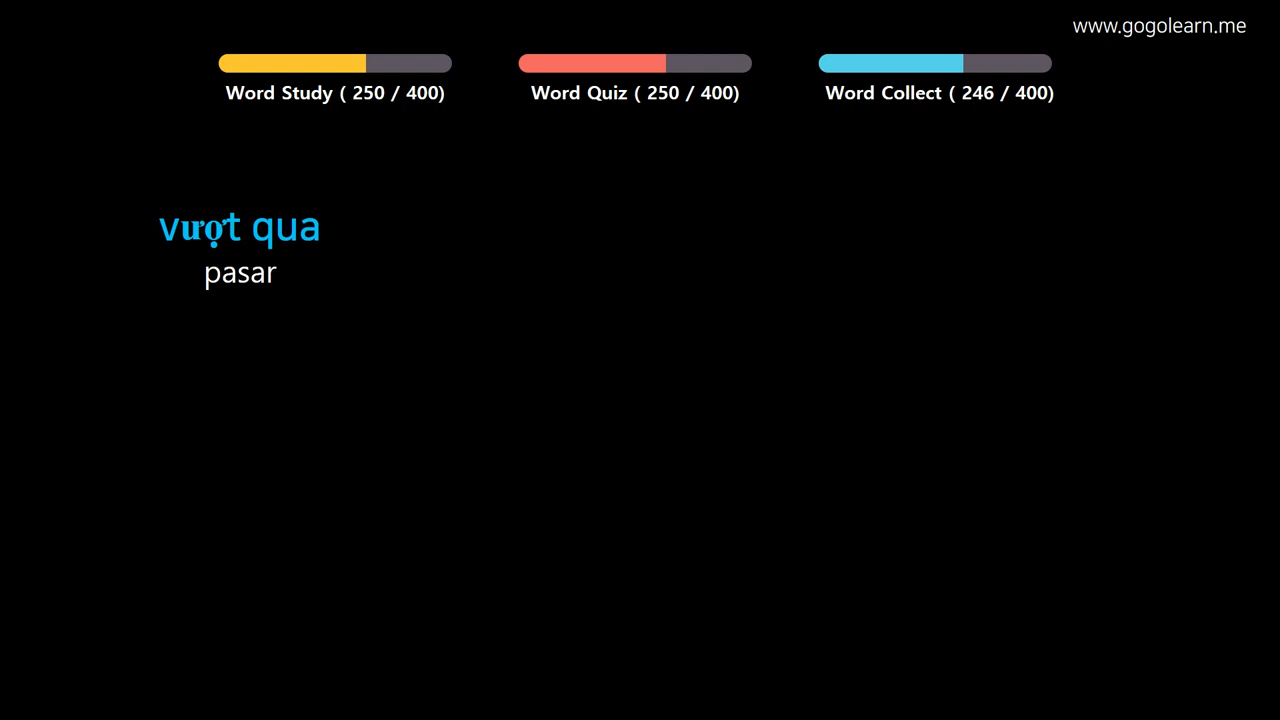 www.gogolearn.me
Word Study ( 250 / 400)
Word Quiz ( 250 / 400)
Word Collect ( 246 / 400)
vượt qua
pasar